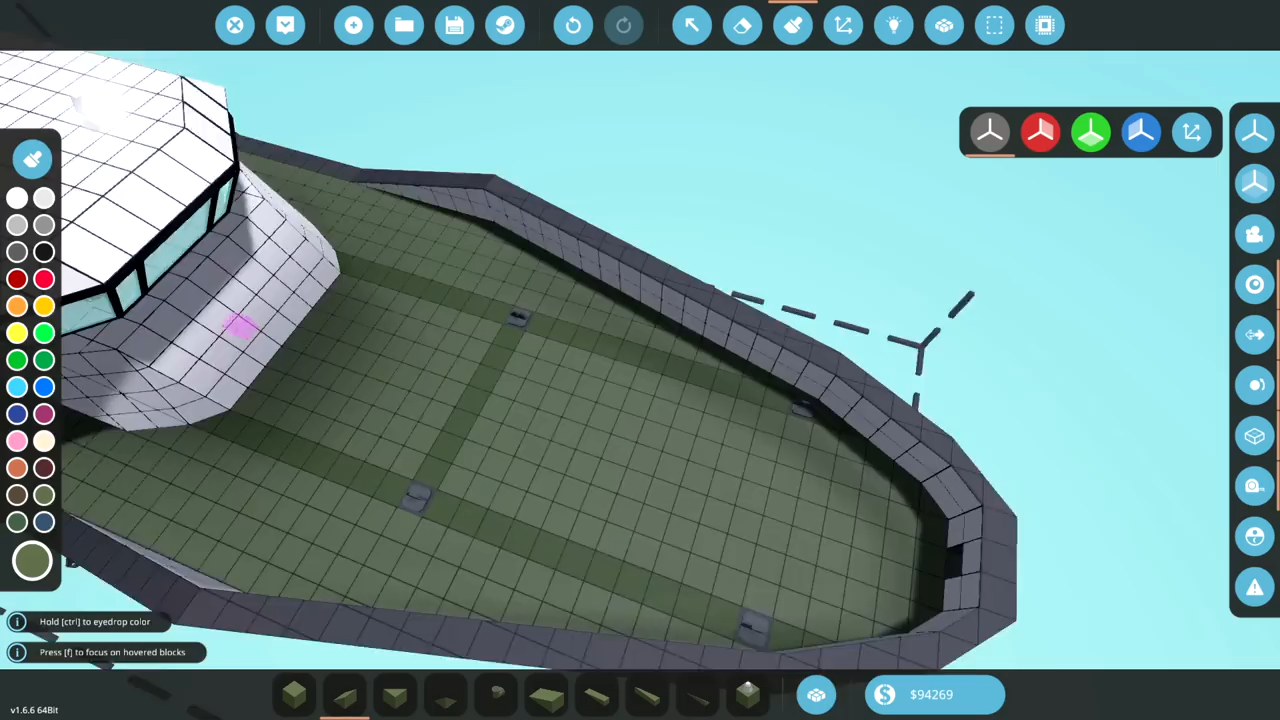 Hold [ctrl] to eyedrop color
Press [f] to focus on hovered blocks
$94269
v1.6.6 64Bit